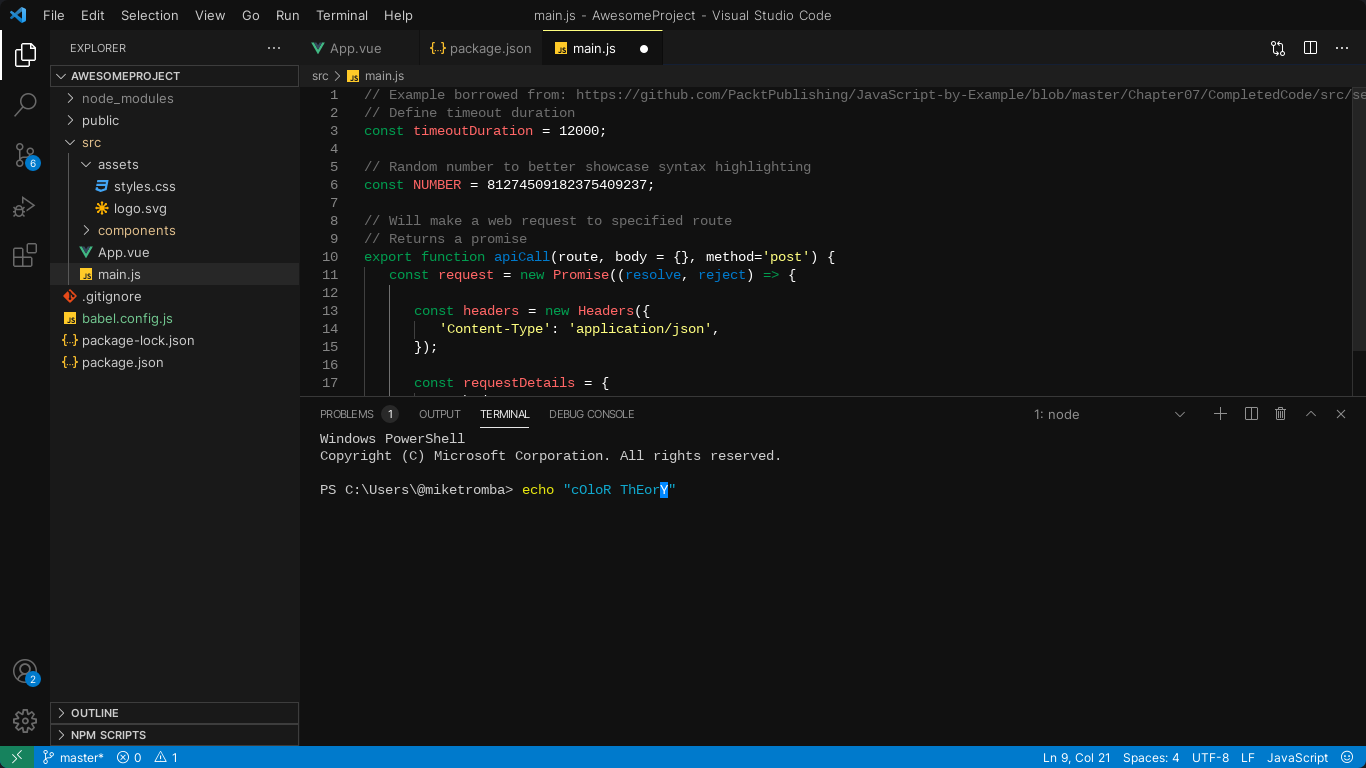 File Edit Selection View Go Run Terminal Help main.js - AwesomeProject - Visual Studio Code
EXPLORER
App.vue
{..} package.json
JS main.js
AWESOMEPROJECT
src > JS main.js
node_modules
public
src
assets
styles.css
logo.svg
components
App.vue
JS main.js
.gitignore
JS babel.config.js
{..} package-lock.json
{..} package.json
OUTLINE
NPM SCRIPTS
6
2
1 // Example borrowed from: https://github.com/PacktPublishing/JavaScript-by-Example/blob/master/Chapter07/CompletedCode/src/se
2 // Define timeout duration
3 const timeoutDuration = 12000;
4
5 // Random number to better showcase syntax highlighting
6 const NUMBER = 81274509182375409237;
7
8 // Will make a web request to specified route
9 // Returns a promise
10 export function apiCall(route, body = {}, method='post') {
11 const request = new Promise((resolve, reject) => {
12
13 const headers = new Headers({
14 'Content-Type': 'application/json',
15 });
16
17 const requestDetails = {
PROBLEMS 1 OUTPUT TERMINAL DEBUG CONSOLE 1: node
Windows PowerShell
Copyright (C) Microsoft Corporation. All rights reserved.
PS C:\Users\@miketromba> echo "cOloR ThEorY"
master* 0 1 Ln 9, Col 21 Spaces: 4 UTF-8 LF JavaScript